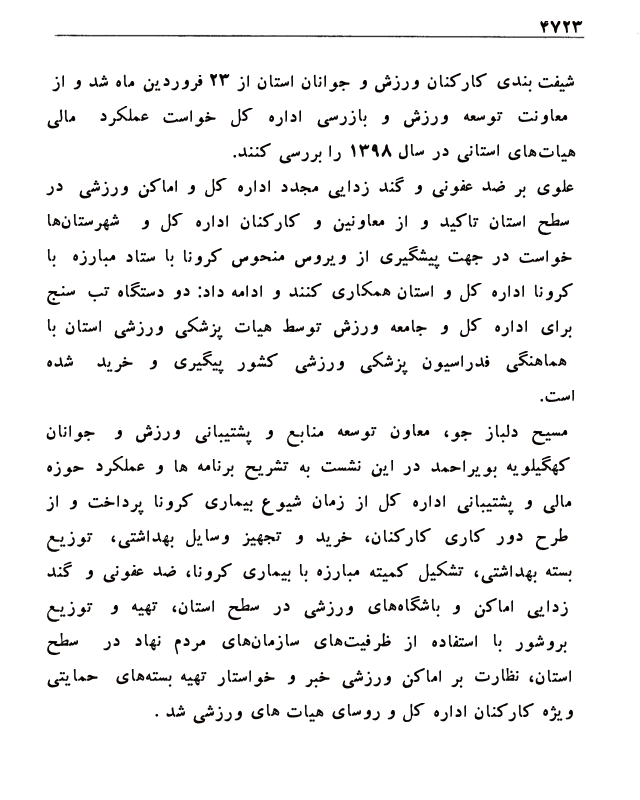 ۴۷۲۳
شیفت بندی کارکنان ورزش و جوانان استان از ۲۳ فروردین ماه شد و از
معاونت توسعه ورزش و بازرسی اداره کل خواست عملکرد مالی
هیات‌های استانی در سال ۱۳۹۸ را بررسی کنند.
علوی بر ضد عفونی و گند زدایی مجدد اداره کل و اماکن ورزشی در
سطح استان تاکید و از معاونین و کارکنان اداره کل و شهرستان‌ها
خواست در جهت پیشگیری از ویروس منحوس کرونا با ستاد مبارزه با
کرونا اداره کل و استان همکاری کنند و ادامه داد: دو دستگاه تب سنج
برای اداره کل و جامعه ورزش توسط هیات پزشکی ورزشی استان با
هماهنگی فدراسیون پزشکی ورزشی کشور پیگیری و خرید شده
است.
مسیح دلباز جو، معاون توسعه منابع و پشتیبانی ورزش و جوانان
کهگیلویه بویراحمد در این نشست به تشریح برنامه ها و عملکرد حوزه
مالی و پشتیبانی اداره کل از زمان شیوع بیماری کرونا پرداخت و از
طرح دور کاری کارکنان، خرید و تجهیز وسایل بهداشتی، توزیع
بسته بهداشتی، تشکیل کمیته مبارزه با بیماری کرونا، ضد عفونی و گند
زدایی اماکن و باشگاه‌های ورزشی در سطح استان، تهیه و توزیع
بروشور با استفاده از ظرفیت‌های سازمان‌های مردم نهاد در سطح
استان، نظارت بر اماکن ورزشی خبر و خواستار تهیه بسته‌های حمایتی
ویژه کارکنان اداره کل و روسای هیات های ورزشی شد .